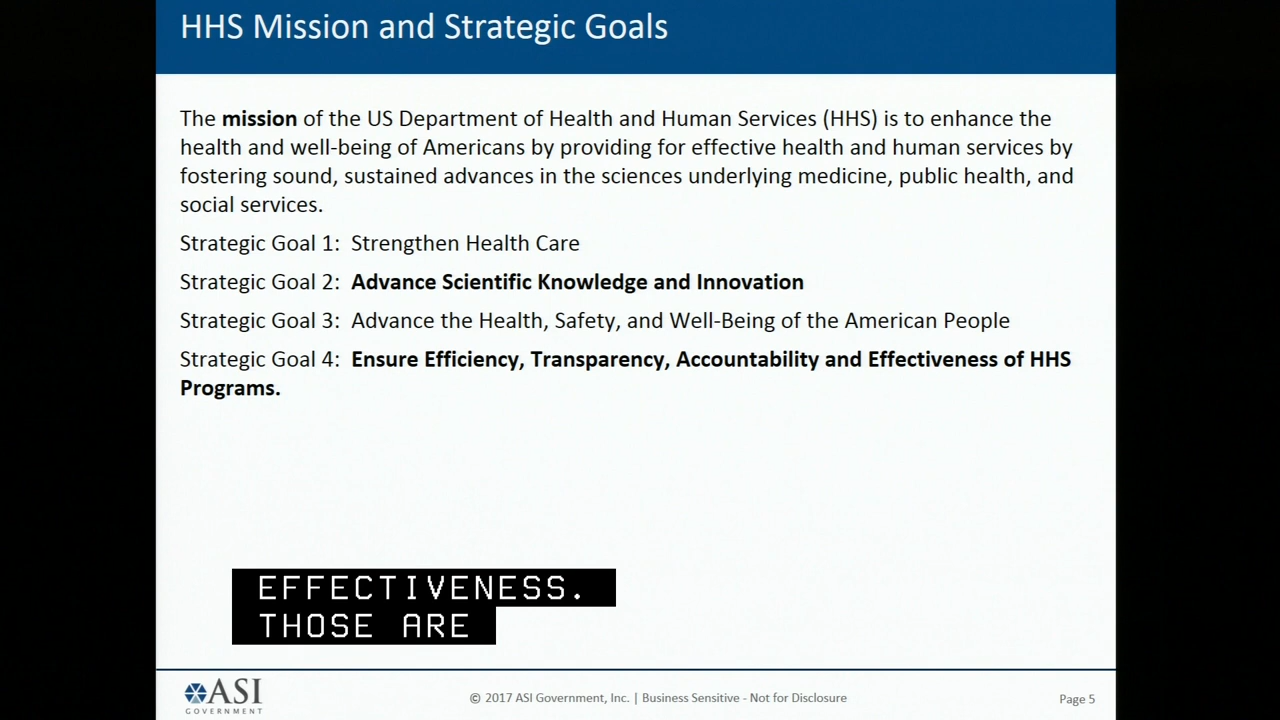 HHS Mission and Strategic Goals
The mission of the US Department of Health and Human Services (HHS) is to enhance the
health and well-being of Americans by providing for effective health and human services by
fostering sound, sustained advances in the sciences underlying medicine, public health, and
social services.
Strategic Goal 1: Strengthen Health Care
Strategic Goal 2: Advance Scientific Knowledge and Innovation
Strategic Goal 3: Advance the Health, Safety, and Well-Being of the American People
Strategic Goal 4: Ensure Efficiency, Transparency, Accountability and Effectiveness of HHS
Programs.
EFFECTIVENESS.
THOSE ARE
ASI
GOVERNMENT
© 2017 ASI Government, Inc. | Business Sensitive - Not for Disclosure
Page 5